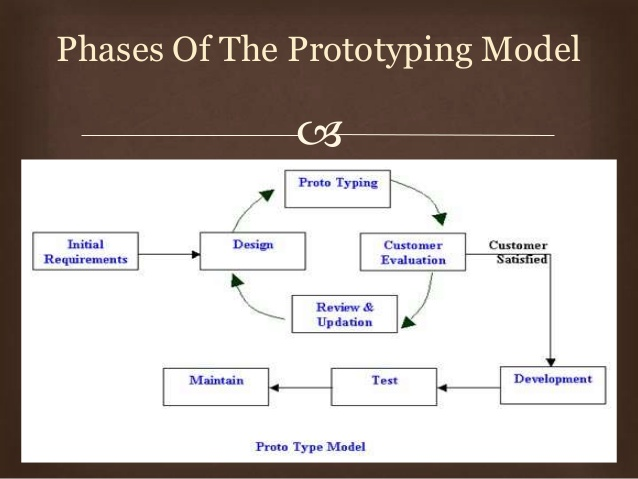 Phases Of The Prototyping Model
Proto Typing
Initial
Requirements
Design
Customer
Evaluation
Customer
Satisfied
Review &
Updation
Maintain
Test
Development
Proto Type Model